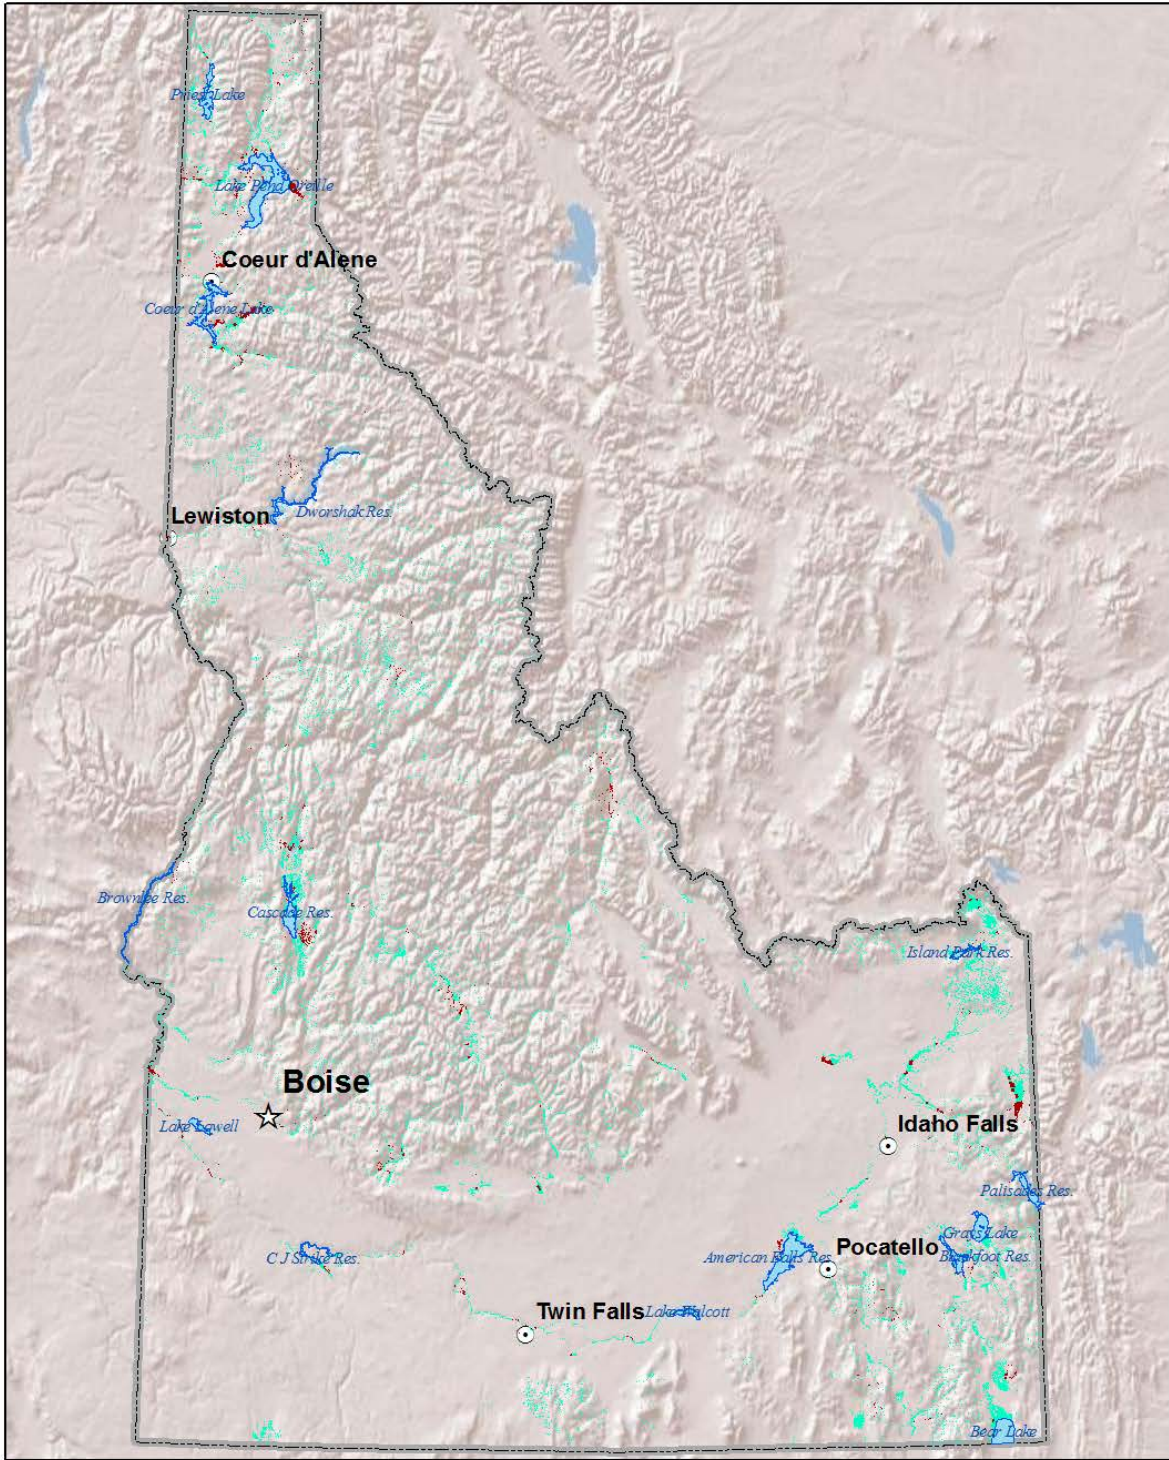 Priest Lake
Lake Pend Oreille
Coeur d'Alene
Coeur d'Alene Lake
Lewiston
Dworshak Res.
Brownlee Res.
Cascade Res.
Island Park Res.
Boise
Lake Lowell
Idaho Falls
Palisades Res.
Grays Lake
C J Strike Res.
American Falls Res.
Pocatello
Blackfoot Res.
Twin Falls
Lake Walcott
Bear Lake